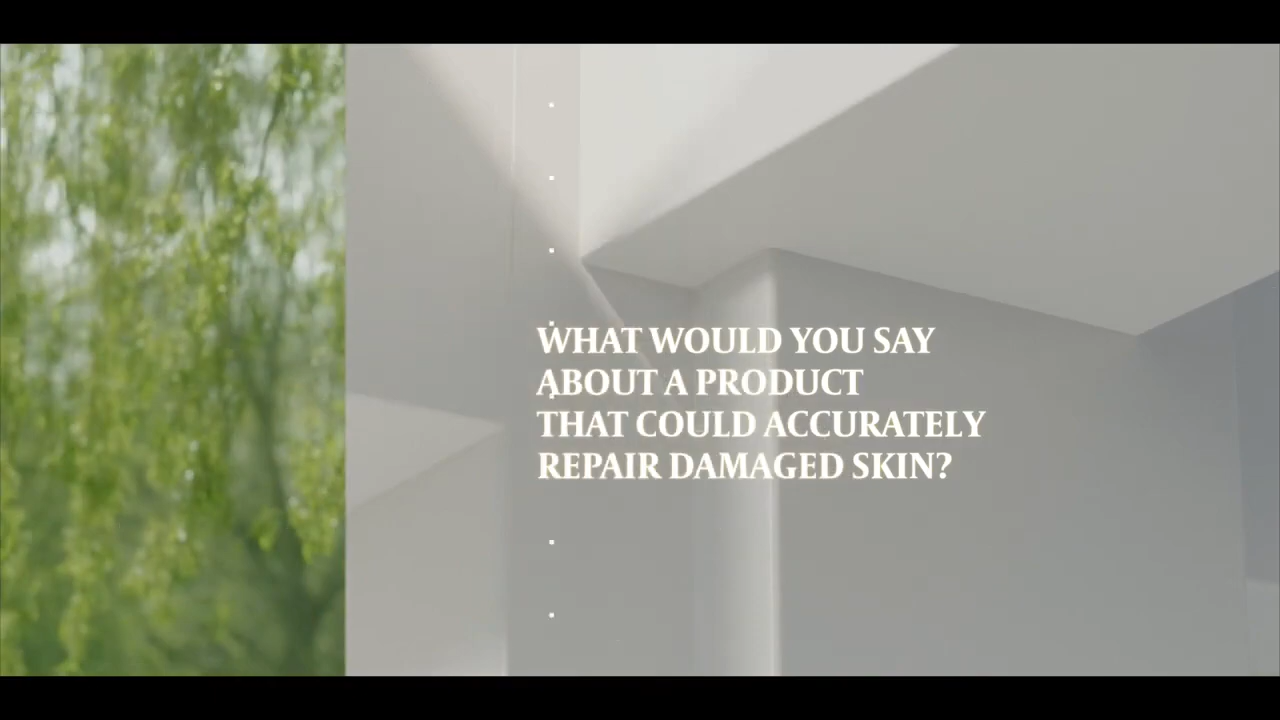 WHAT WOULD YOU SAY
ABOUT A PRODUCT
THAT COULD ACCURATELY
REPAIR DAMAGED SKIN?